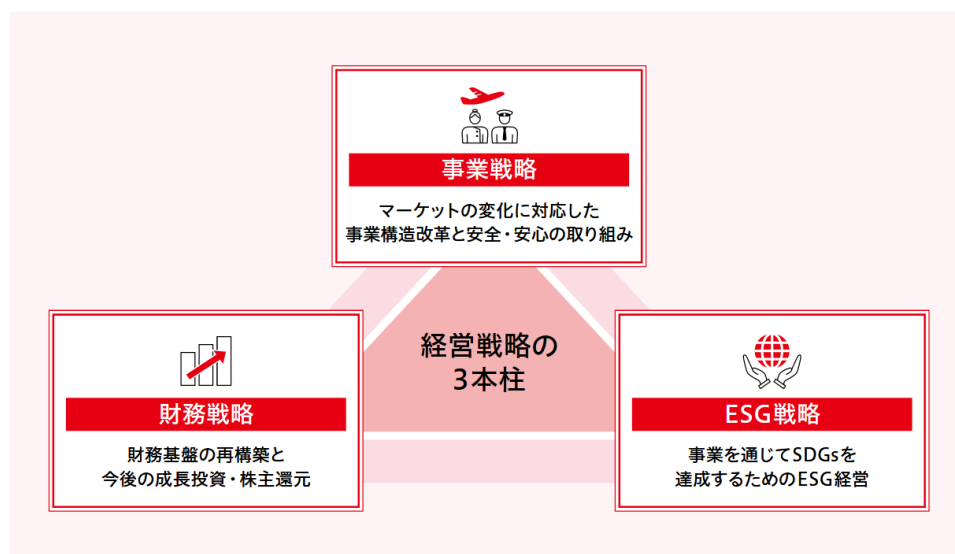 事業戦略
マーケットの変化に対応した
事業構造改革と安全・安心の取り組み
経営戦略の
3本柱
財務戦略
財務基盤の再構築と
今後の成長投資・株主還元
ESG戦略
事業を通じてSDGsを
達成するためのESG経営